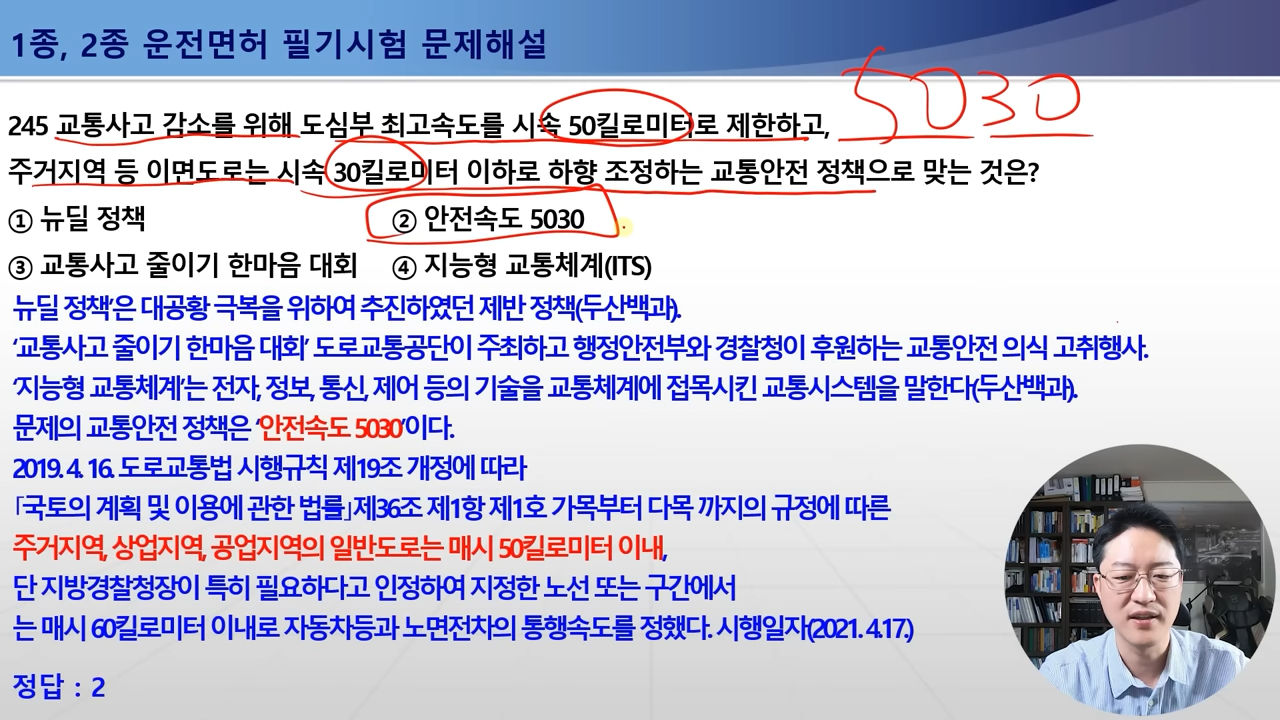 1종, 2종 운전면허 필기시험 문제해설
5030
245 교통사고 감소를 위해 도심부 최고속도를 시속 50킬로미터로 제한하고,
주거지역 등 이면도로는 시속 30킬로미터 이하로 하향 조정하는 교통안전 정책으로 맞는 것은?
① 뉴딜 정책 ② 안전속도 5030
③ 교통사고 줄이기 한마음 대회 ④ 지능형 교통체계(ITS)
뉴딜 정책’은 대공황 극복을 위하여 추진하였던 제반 정책(두산백과).
‘교통사고 줄이기 한마음 대회’ 도로교통공단이 주최하고 행정안전부와 경찰청이 후원하는 교통안전 의식 고취행사.
‘지능형 교통체계’는 전자, 정보, 통신, 제어 등의 기술을 교통체계에 접목시킨 교통시스템을 말한다(두산백과).
문제의 교통안전 정책은 ‘안전속도 5030’이다.
2019. 4. 16. 도로교통법 시행규칙 제19조 개정에 따라
「국토의 계획 및 이용에 관한 법률」제36조 제1항 제1호 가목부터 다목 까지의 규정에 따른
주거지역, 상업지역, 공업지역의 일반도로는 매시 50킬로미터 이내,
단 지방경찰청장이 특히 필요하다고 인정하여 지정한 노선 또는 구간에서
는 매시 60킬로미터 이내로 자동차등과 노면전차의 통행속도를 정했다. 시행일자(2021. 4.17.)
정답 : 2